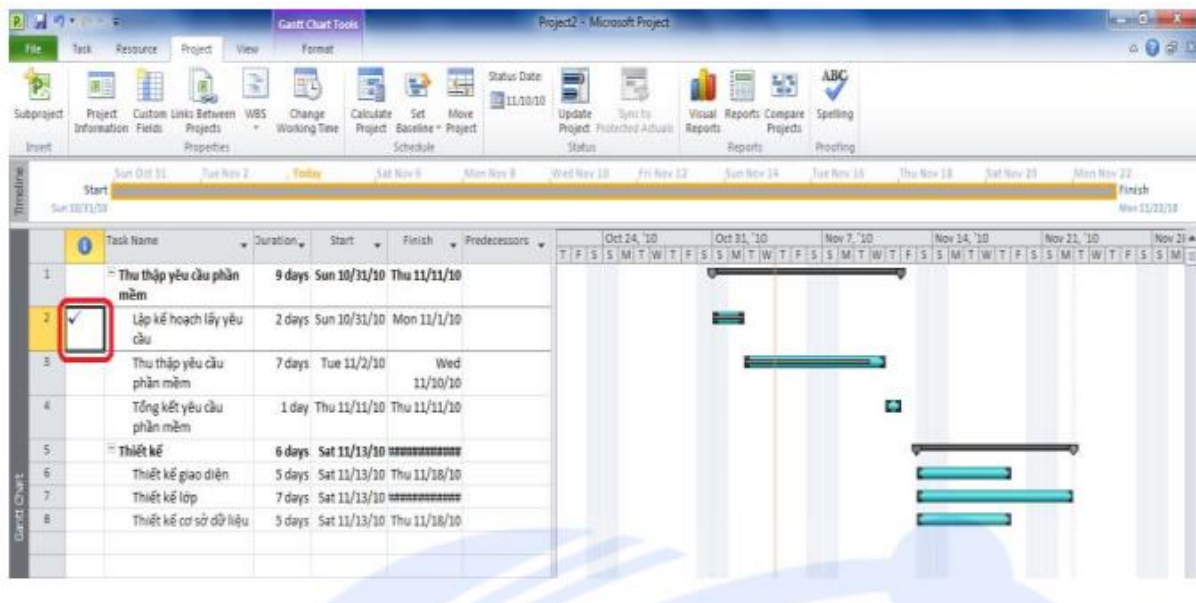 Gantt Chart Tools
Project2 - Microsoft Project
File Task Resource Project View Format
Subproject
Project Information
Custom Fields
Links Between Projects
WBS
Change Working Time
Calculate Project
Set Baseline
Move Project
Status Date:
11/10/10
Update Project
Sync to Protected Actuals
Visual Reports
Reports
Compare Projects
ABC
Spelling
Insert Properties Schedule Status Reports Proofing
Timeline
Sun Oct 31 Tue Nov 2 Today Sat Nov 6 Mon Nov 8 Wed Nov 10 Fri Nov 12 Sun Nov 14 Tue Nov 16 Thu Nov 18 Sat Nov 20 Mon Nov 22
Start
Sun 10/31/10
Finish
Mon 11/22/10
Task Name Duration Start Finish Predecessors
Oct 24, '10 Oct 31, '10 Nov 7, '10 Nov 14, '10 Nov 21, '10 Nov 2
T F S S M T W T F S S M T W T F S S M T W T F S S M T W T F S S M T W T F S S M
1 Thu thập yêu cầu phần mềm 9 days Sun 10/31/10 Thu 11/11/10
2 Lập kế hoạch lấy yêu cầu 2 days Sun 10/31/10 Mon 11/1/10
3 Thu thập yêu cầu phần mềm 7 days Tue 11/2/10 Wed 11/10/10
4 Tổng kết yêu cầu phần mềm 1 day Thu 11/11/10 Thu 11/11/10
5 Thiết kế 6 days Sat 11/13/10 ############
6 Thiết kế giao diện 5 days Sat 11/13/10 Thu 11/18/10
7 Thiết kế lớp 7 days Sat 11/13/10 ############
8 Thiết kế cơ sở dữ liệu 5 days Sat 11/13/10 Thu 11/18/10
Gantt Chart